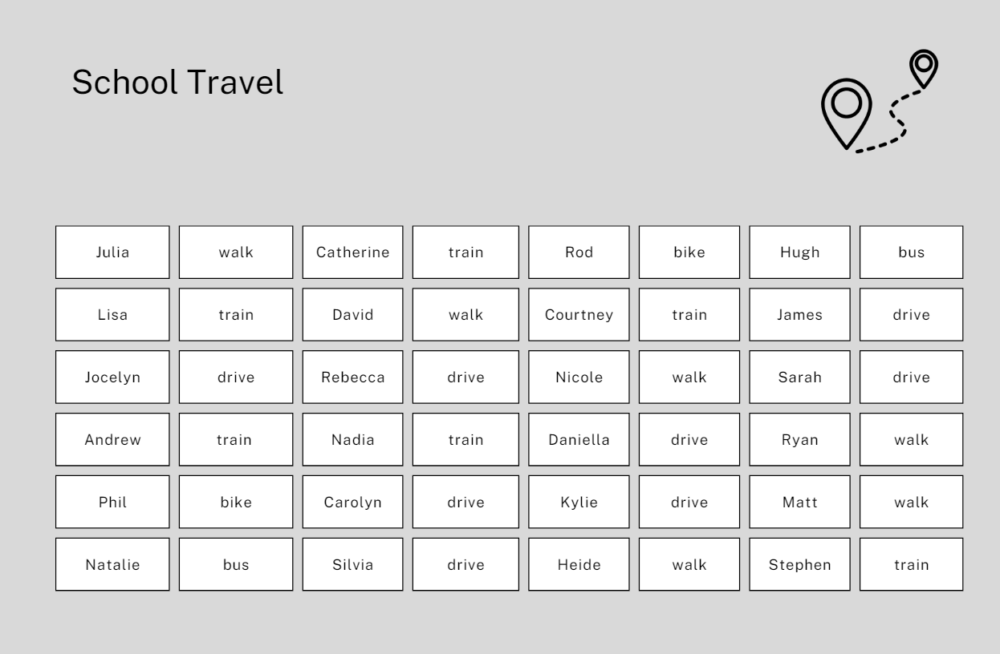 School Travel
Julia walk Catherine train Rod bike Hugh bus
Lisa train David walk Courtney train James drive
Jocelyn drive Rebecca drive Nicole walk Sarah drive
Andrew train Nadia train Daniella drive Ryan walk
Phil bike Carolyn drive Kylie drive Matt walk
Natalie bus Silvia drive Heide walk Stephen train